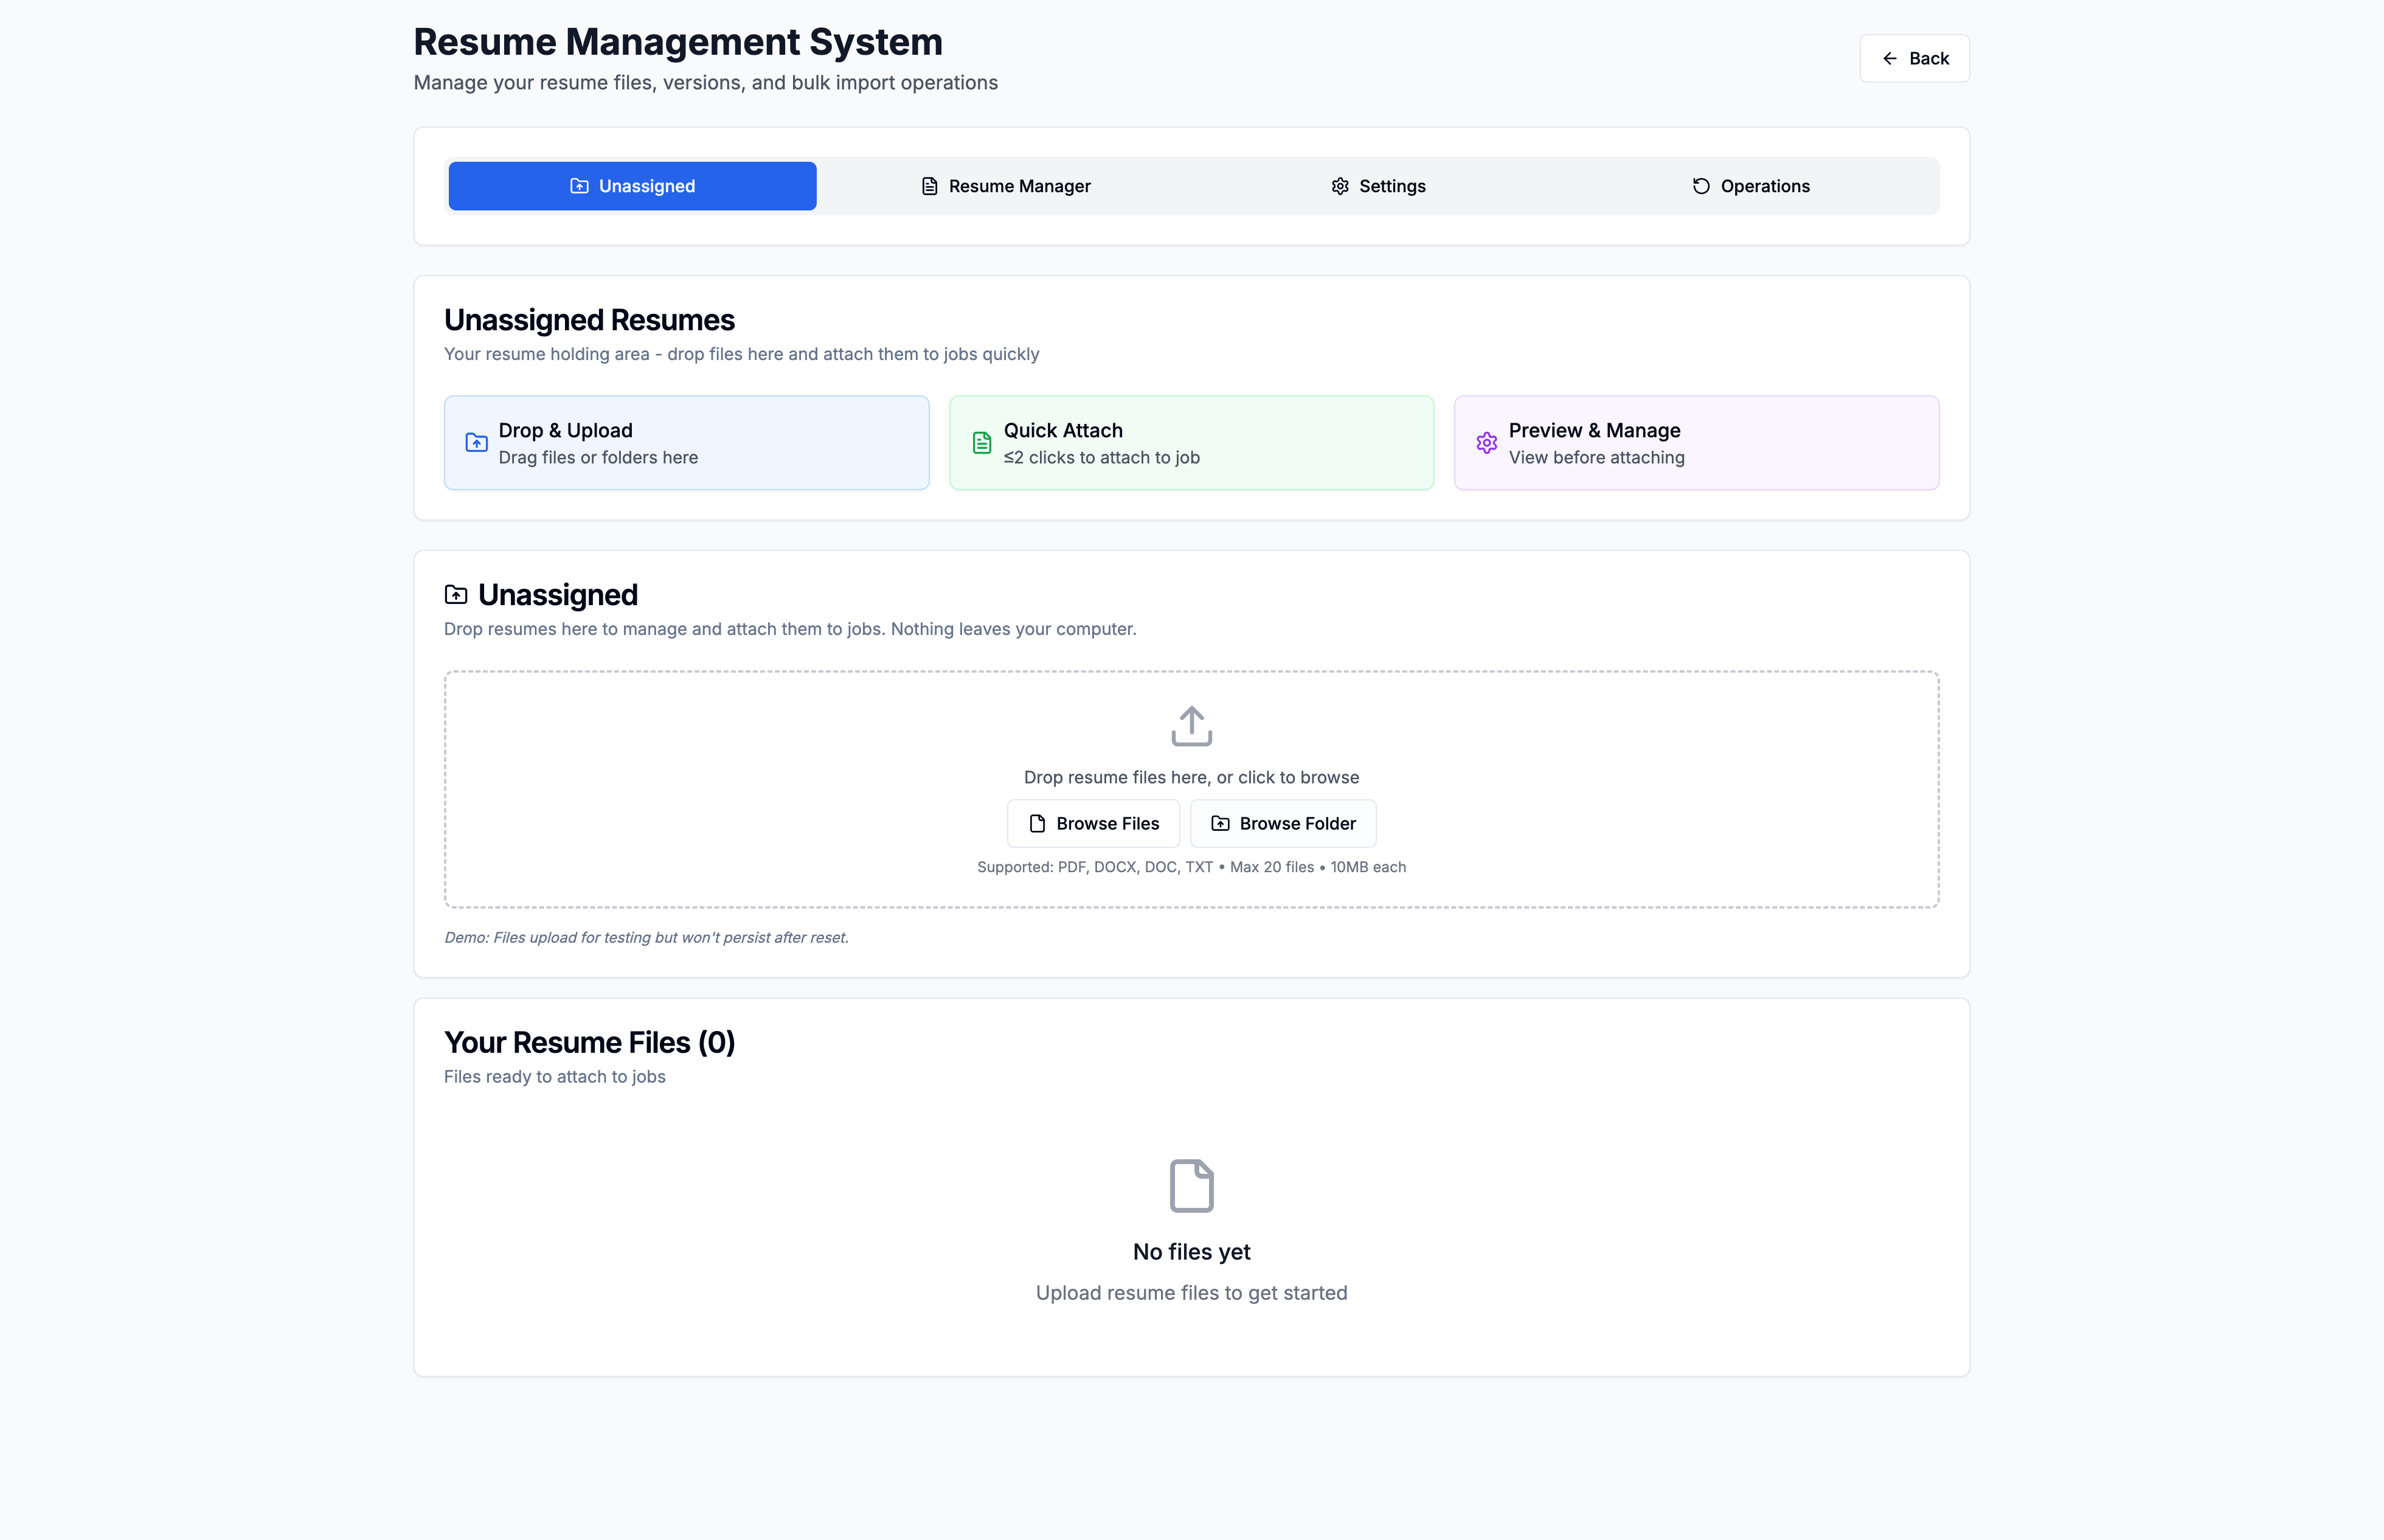 Resume Management System
Manage your resume files, versions, and bulk import operations
Back
Unassigned
Resume Manager
Settings
Operations
Unassigned Resumes
Your resume holding area - drop files here and attach them to jobs quickly
Drop & Upload
Drag files or folders here
Quick Attach
≤2 clicks to attach to job
Preview & Manage
View before attaching
Unassigned
Drop resumes here to manage and attach them to jobs. Nothing leaves your computer.
Drop resume files here, or click to browse
Browse Files
Browse Folder
Supported: PDF, DOCX, DOC, TXT • Max 20 files • 10MB each
Demo: Files upload for testing but won't persist after reset.
Your Resume Files (0)
Files ready to attach to jobs
No files yet
Upload resume files to get started